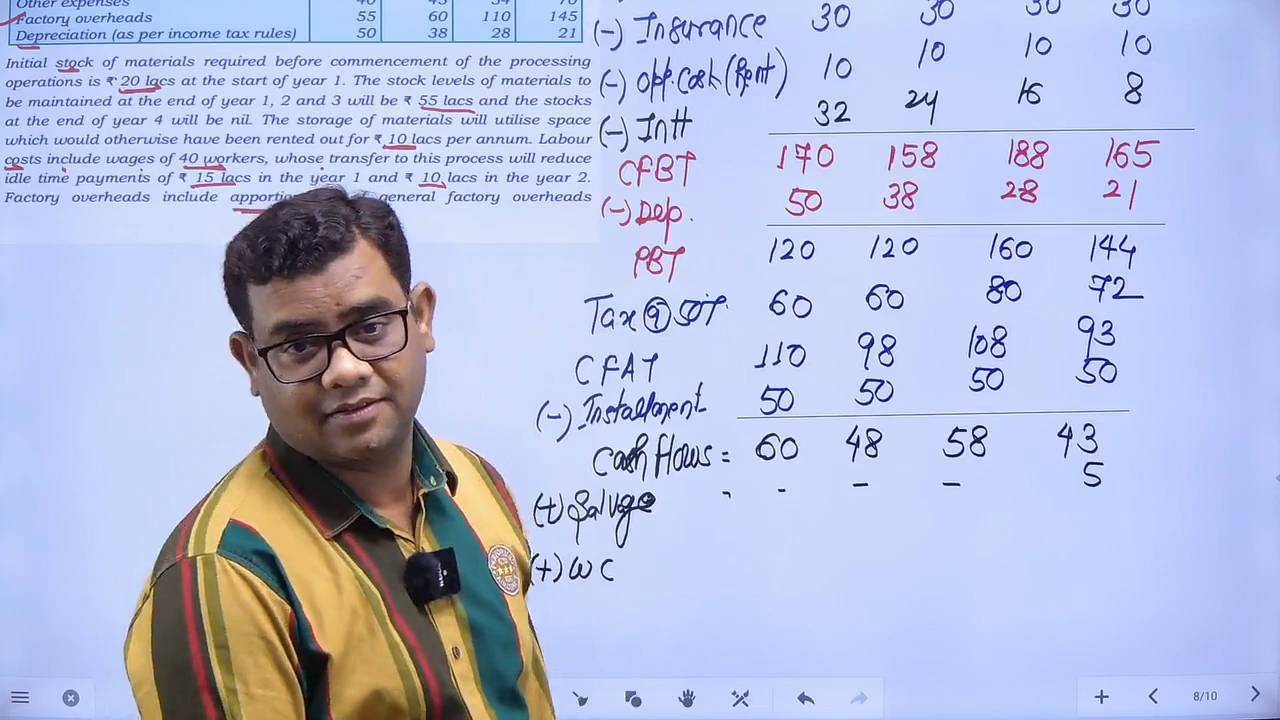 Other expenses 40 45 54 70
Factory overheads 55 60 110 145
Depreciation (as per income tax rules) 50 38 28 21
Initial stock of materials required before commencement of the processing
operations is ₹ 20 lacs at the start of year 1. The stock levels of materials to
be maintained at the end of year 1, 2 and 3 will be ₹ 55 lacs and the stocks
at the end of year 4 will be nil. The storage of materials will utilise space
which would otherwise have been rented out for ₹ 10 lacs per annum. Labour
costs include wages of 40 workers, whose transfer to this process will reduce
idle time payments of ₹ 15 lacs in the year 1 and ₹ 10 lacs in the year 2.
Factory overheads include general factory overheads
(-) Insurance 30 30 30 30
(-) Opp. Cash (Rent) 10 10 10 10
(-) Intt 32 24 16 8
CFBT 170 158 188 165
(-) Dep. 50 38 28 21
PBT 120 120 160 144
Tax @ 50% 60 60 80 72
CFAT 110 98 108 93
(-) Installment 50 50 50 50
Cash flows = 60 48 58 43
(+) Salvage - - - 5
(+) WC
8/10